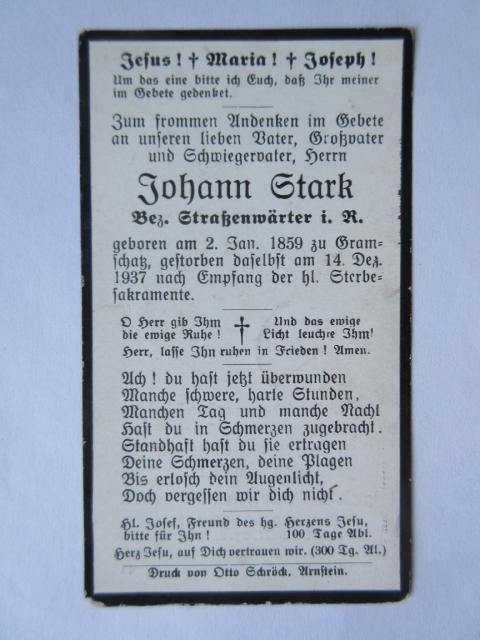 Jesus! † Maria! † Joseph!
Um das eine bitte ich Euch, daß Ihr meiner
im Gebete gedenket.
Zum frommen Andenken im Gebete
an unseren lieben Vater, Großvater
und Schwiegervater, Herrn
Johann Stark
Bez. Straßenwärter i. R.
geboren am 2. Jan. 1859 zu Gram-
schatz, gestorben daselbst am 14. Dez.
1937 nach Empfang der hl. Sterbe-
sakramente.
O Herr gib Ihm † Und das ewige
die ewige Ruhe! Licht leuchte Ihm!
Herr, lasse Ihn ruhen in Frieden! Amen.
Ach! du hast jetzt überwunden
Manche schwere, harte Stunden,
Manchen Tag und manche Nacht
Hast du in Schmerzen zugebracht.
Standhaft hast du sie ertragen
Deine Schmerzen, deine Plagen
Bis erlosch dein Augenlicht,
Doch vergessen wir dich nicht.
Hl. Josef, Freund des hg. Herzens Jesu,
bitte für Ihn! 100 Tage Abl.
Herz Jesu, auf Dich vertrauen wir. (300 Tg. Al.)
Druck von Otto Schröck, Arnstein.